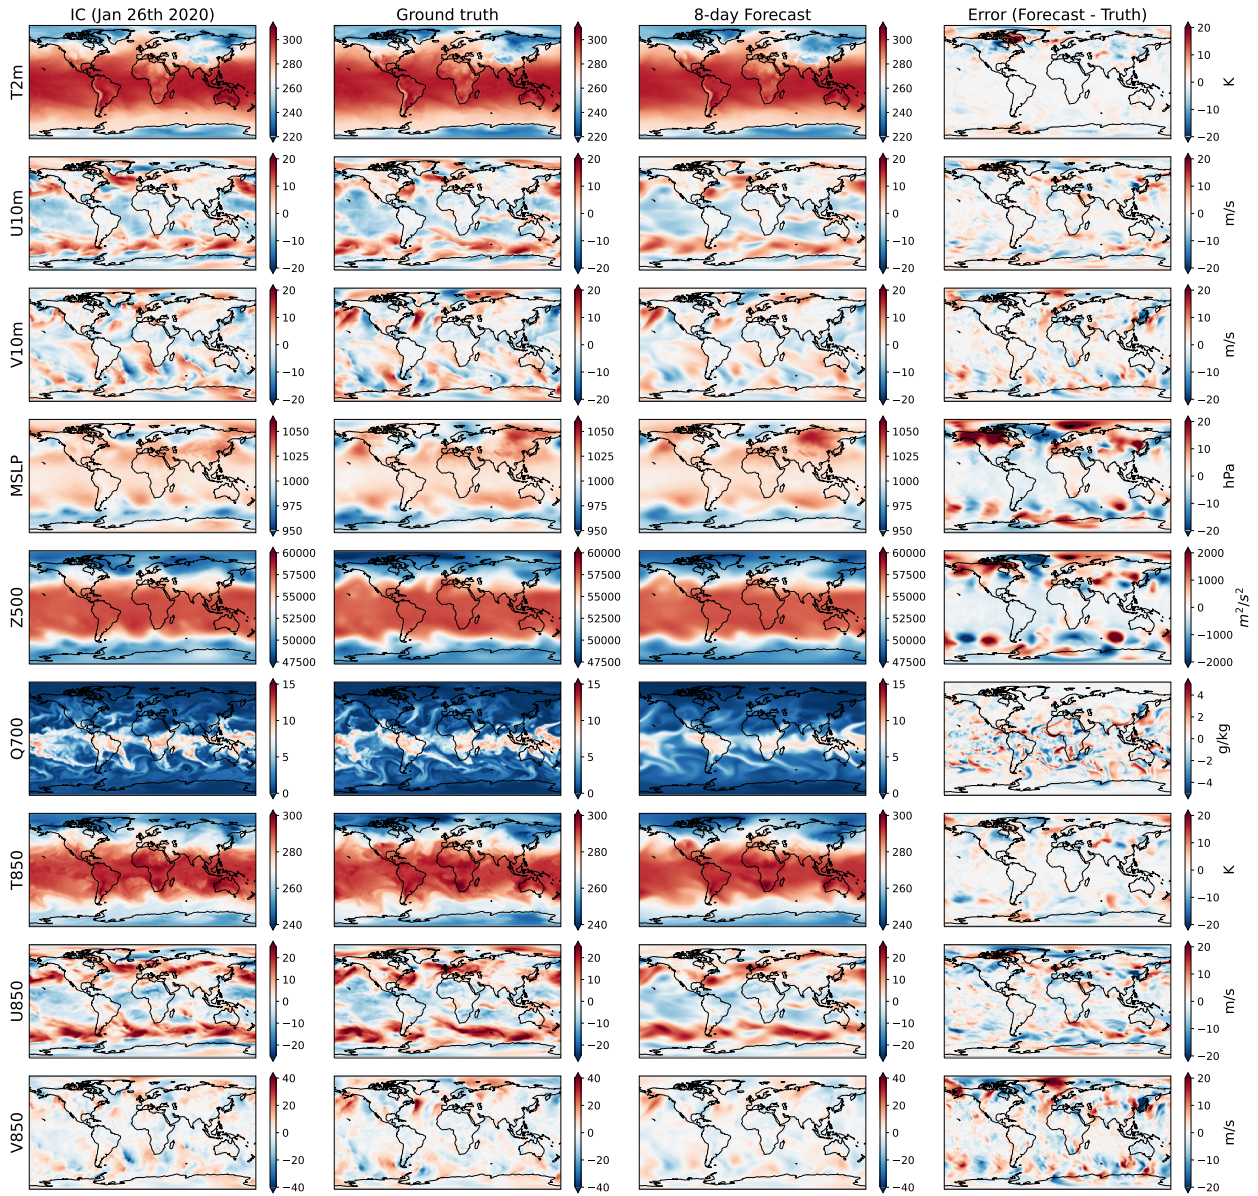 IC (Jan 26th 2020) Ground truth 8-day Forecast Error (Forecast - Truth)
T2m 300 280 260 240 220 300 280 260 240 220 300 280 260 240 220 20 10 0 −10 −20 K
U10m 20 10 0 −10 −20 20 10 0 −10 −20 20 10 0 −10 −20 20 10 0 −10 −20 m/s
V10m 20 10 0 −10 −20 20 10 0 −10 −20 20 10 0 −10 −20 20 10 0 −10 −20 m/s
MSLP 1050 1025 1000 975 950 1050 1025 1000 975 950 1050 1025 1000 975 950 20 10 0 −10 −20 hPa
Z500 60000 57500 55000 52500 50000 47500 60000 57500 55000 52500 50000 47500 60000 57500 55000 52500 50000 47500 2000 1000 0 −1000 −2000 m²/s²
Q700 15 10 5 0 15 10 5 0 15 10 5 0 4 2 0 −2 −4 g/kg
T850 300 280 260 240 300 280 260 240 300 280 260 240 20 10 0 −10 −20 K
U850 20 10 0 −10 −20 20 10 0 −10 −20 20 10 0 −10 −20 20 10 0 −10 −20 m/s
V850 40 20 0 −20 −40 40 20 0 −20 −40 40 20 0 −20 −40 20 10 0 −10 −20 m/s